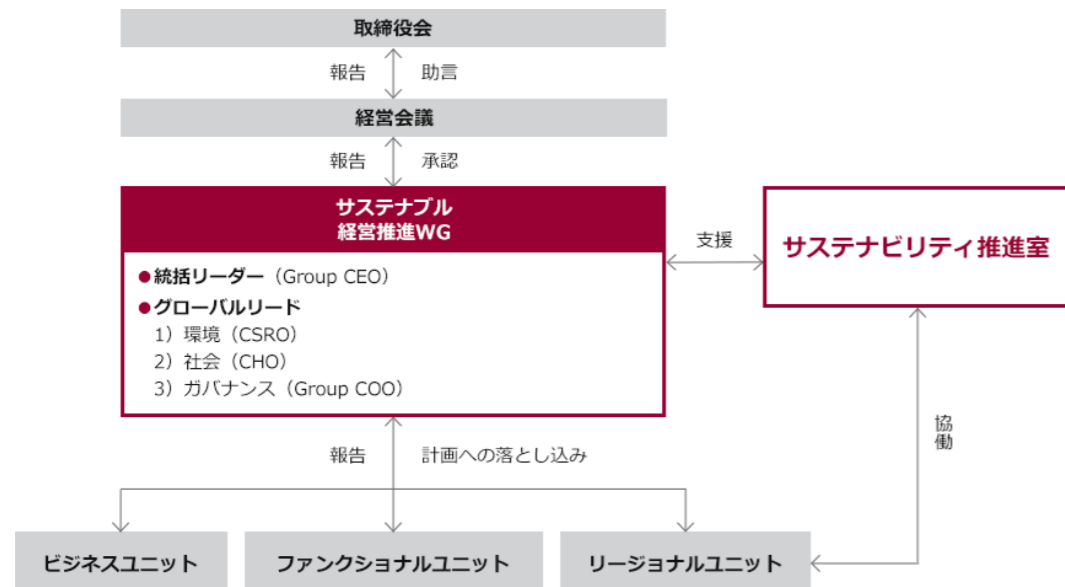 取締役会
報告
助言
経営会議
報告
承認
サステナブル
経営推進WG
●統括リーダー（Group CEO）
●グローバルリード
1）環境（CSRO）
2）社会（CHO）
3）ガバナンス（Group COO）
支援
サステナビリティ推進室
協働
報告
計画への落とし込み
ビジネスユニット
ファンクショナルユニット
リージョナルユニット